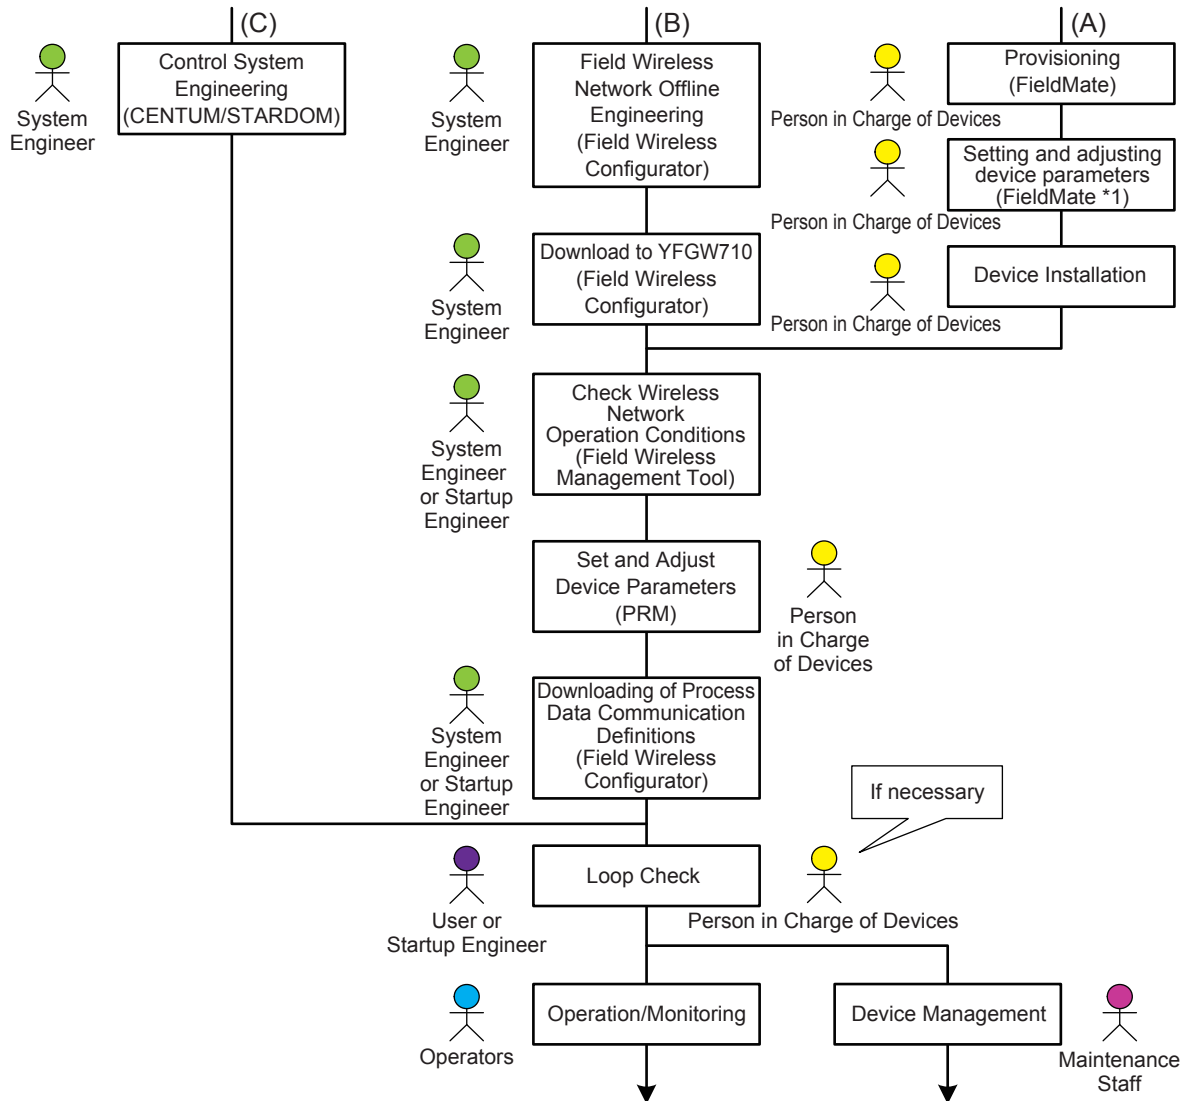 (C)
(B)
(A)
System
Engineer
Control System
Engineering
(CENTUM/STARDOM)
System
Engineer
Field Wireless
Network Offline
Engineering
(Field Wireless
Configurator)
Person in Charge of Devices
Provisioning
(FieldMate)
Person in Charge of Devices
Setting and adjusting
device parameters
(FieldMate *1)
System
Engineer
Download to YFGW710
(Field Wireless
Configurator)
Person in Charge of Devices
Device Installation
System
Engineer
or Startup
Engineer
Check Wireless
Network
Operation Conditions
(Field Wireless
Management Tool)
Set and Adjust
Device Parameters
(PRM)
Person
in Charge
of Devices
System
Engineer
or Startup
Engineer
Downloading of Process
Data Communication
Definitions
(Field Wireless
Configurator)
If necessary
User or
Startup Engineer
Loop Check
Person in Charge of Devices
Operators
Operation/Monitoring
Device Management
Maintenance
Staff